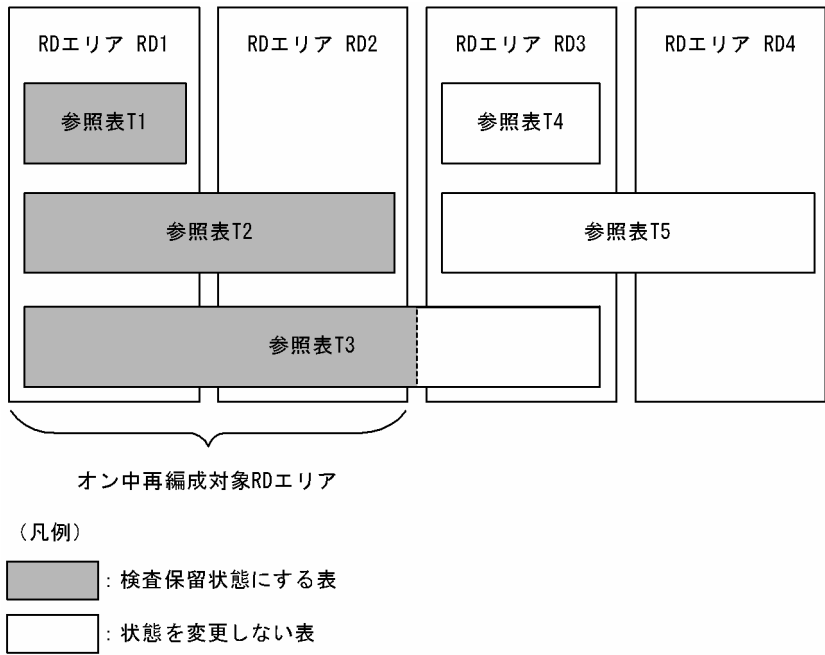 RDエリア RD1
RDエリア RD2
RDエリア RD3
RDエリア RD4
参照表T1
参照表T4
参照表T2
参照表T5
参照表T3
オン中再編成対象RDエリア
（凡例）
：検査保留状態にする表
：状態を変更しない表